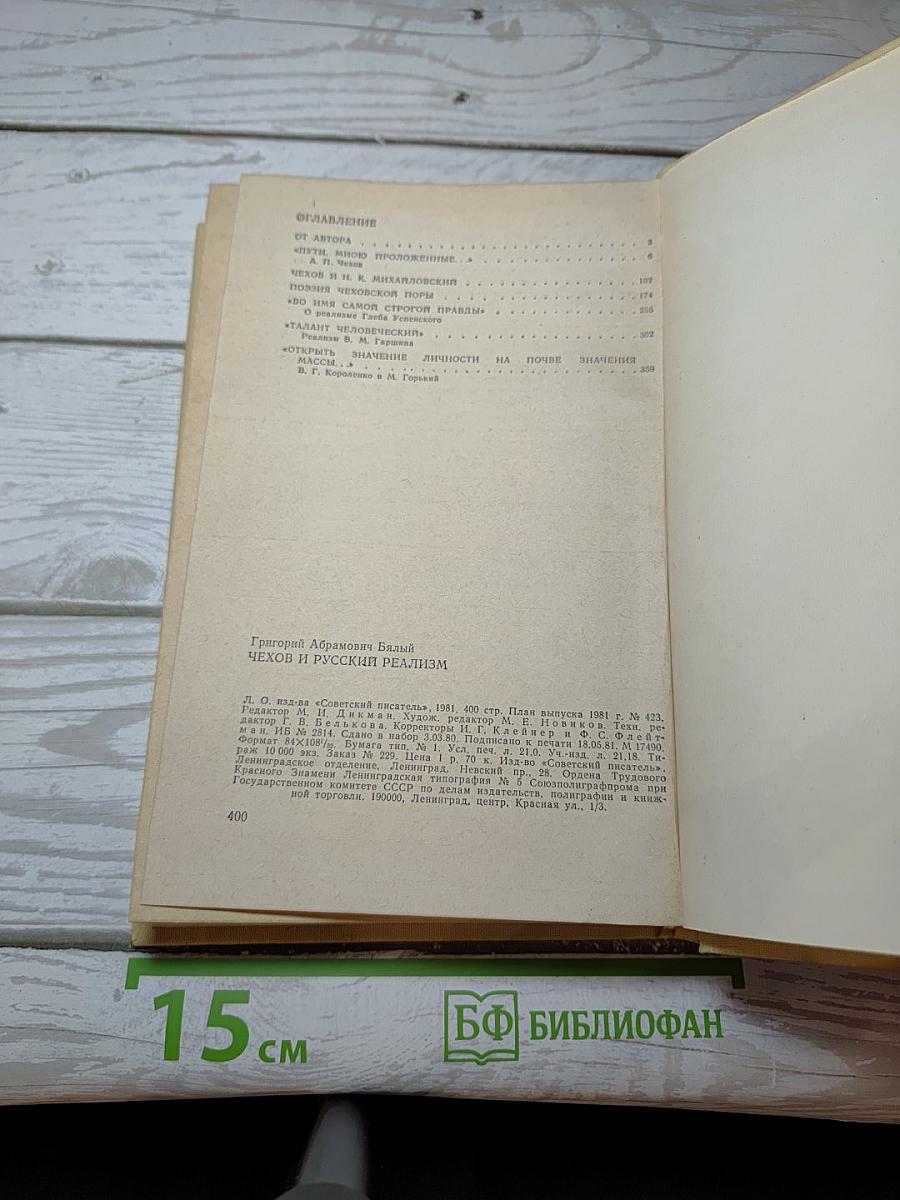 ОГЛАВЛЕНИЕ
ОТ АВТОРА . . . . . . . . . . . . . . . . . . . . . . . 3
«ПУТИ, МНОЮ ПРОЛОЖЕННЫЕ...» . . . . . . . . . . . . . 6
А. П. Чехов
ЧЕХОВ И Н. К. МИХАЙЛОВСКИЙ . . . . . . . . . . . . . 107
ПОЭЗИЯ ЧЕХОВСКОЙ ПОРЫ . . . . . . . . . . . . . . . 174
«ВО ИМЯ САМОЙ СТРОГОЙ ПРАВДЫ» . . . . . . . . . . . 255
О реализме Глеба Успенского
«ТАЛАНТ ЧЕЛОВЕЧЕСКИЙ» . . . . . . . . . . . . . . . 302
Реализм В. М. Гаршина
«ОТКРЫТЬ ЗНАЧЕНИЕ ЛИЧНОСТИ НА ПОЧВЕ ЗНАЧЕНИЯ
МАССЫ...» . . . . . . . . . . . . . . . . . . . . . . 359
В. Г. Короленко и М. Горький
Григорий Абрамович Бялый
ЧЕХОВ И РУССКИЙ РЕАЛИЗМ
Л. О. изд-ва «Советский писатель», 1981, 400 стр. План выпуска 1981 г. № 423.
Редактор М. И. Дикман. Худож. редактор М. Е. Новиков. Техн. ре-
дактор Г. В. Белькова. Корректоры И. Г. Клейнер и Ф. С. Флейт-
ман. ИБ № 2814. Сдано в набор 3.03.80. Подписано к печати 18.05.81. М 17490.
Формат 84×108¹/₃₂. Бумага тип. № 1. Усл. печ. л. 21,0. Уч.-изд. л. 21,18. Ти-
раж 10 000 экз. Заказ № 229. Цена 1 р. 70 к. Изд-во «Советский писатель».
Ленинградское отделение, Ленинград, Невский пр., 28. Ордена Трудового
Красного Знамени Ленинградская типография № 5 Союзполиграфпрома при
Государственном комитете СССР по делам издательств, полиграфии и книж-
ной торговли. 190000, Ленинград, центр, Красная ул., 1/3.
400
15 см
БФ БИБЛИОФАН